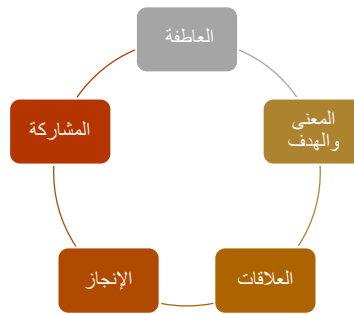 العاطفة
المعنى
والهدف
العلاقات
الإنجاز
المشاركة